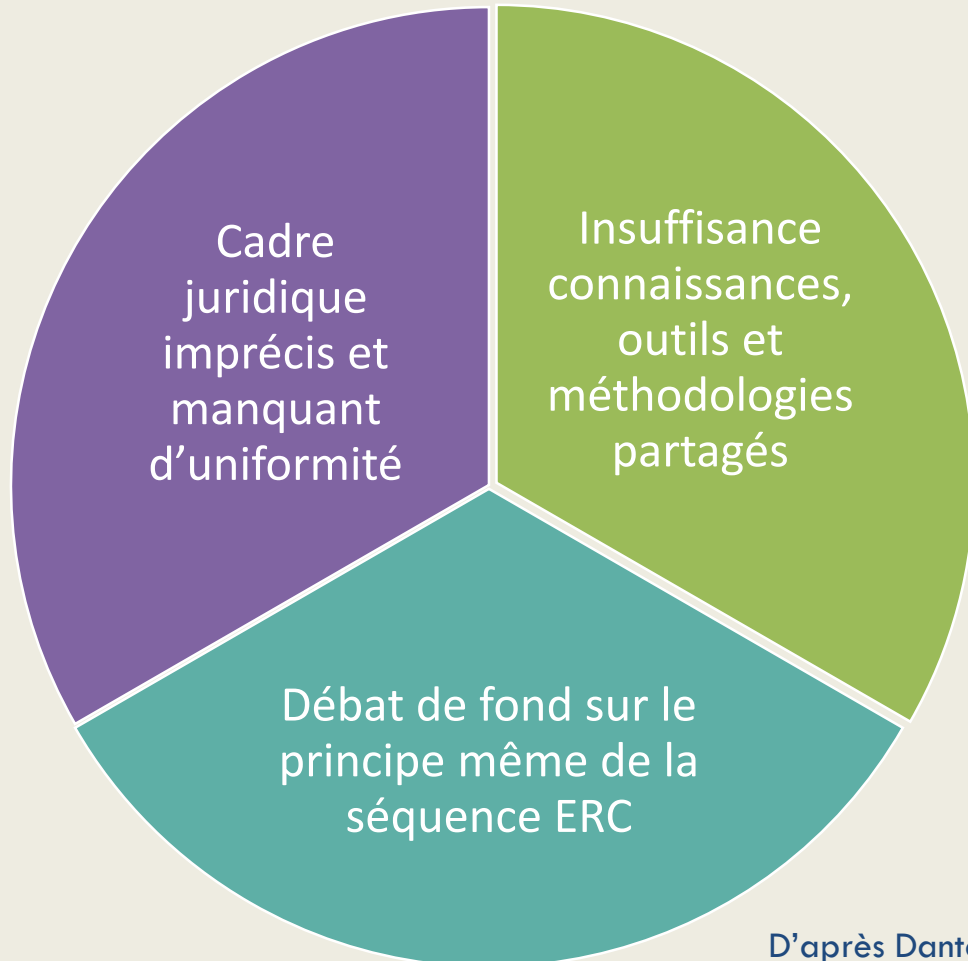 Cadre
juridique
imprécis et
manquant
d’uniformité
Insuffisance
connaissances,
outils et
méthodologies
partagés
Débat de fond sur le
principe même de la
séquence ERC
D’après